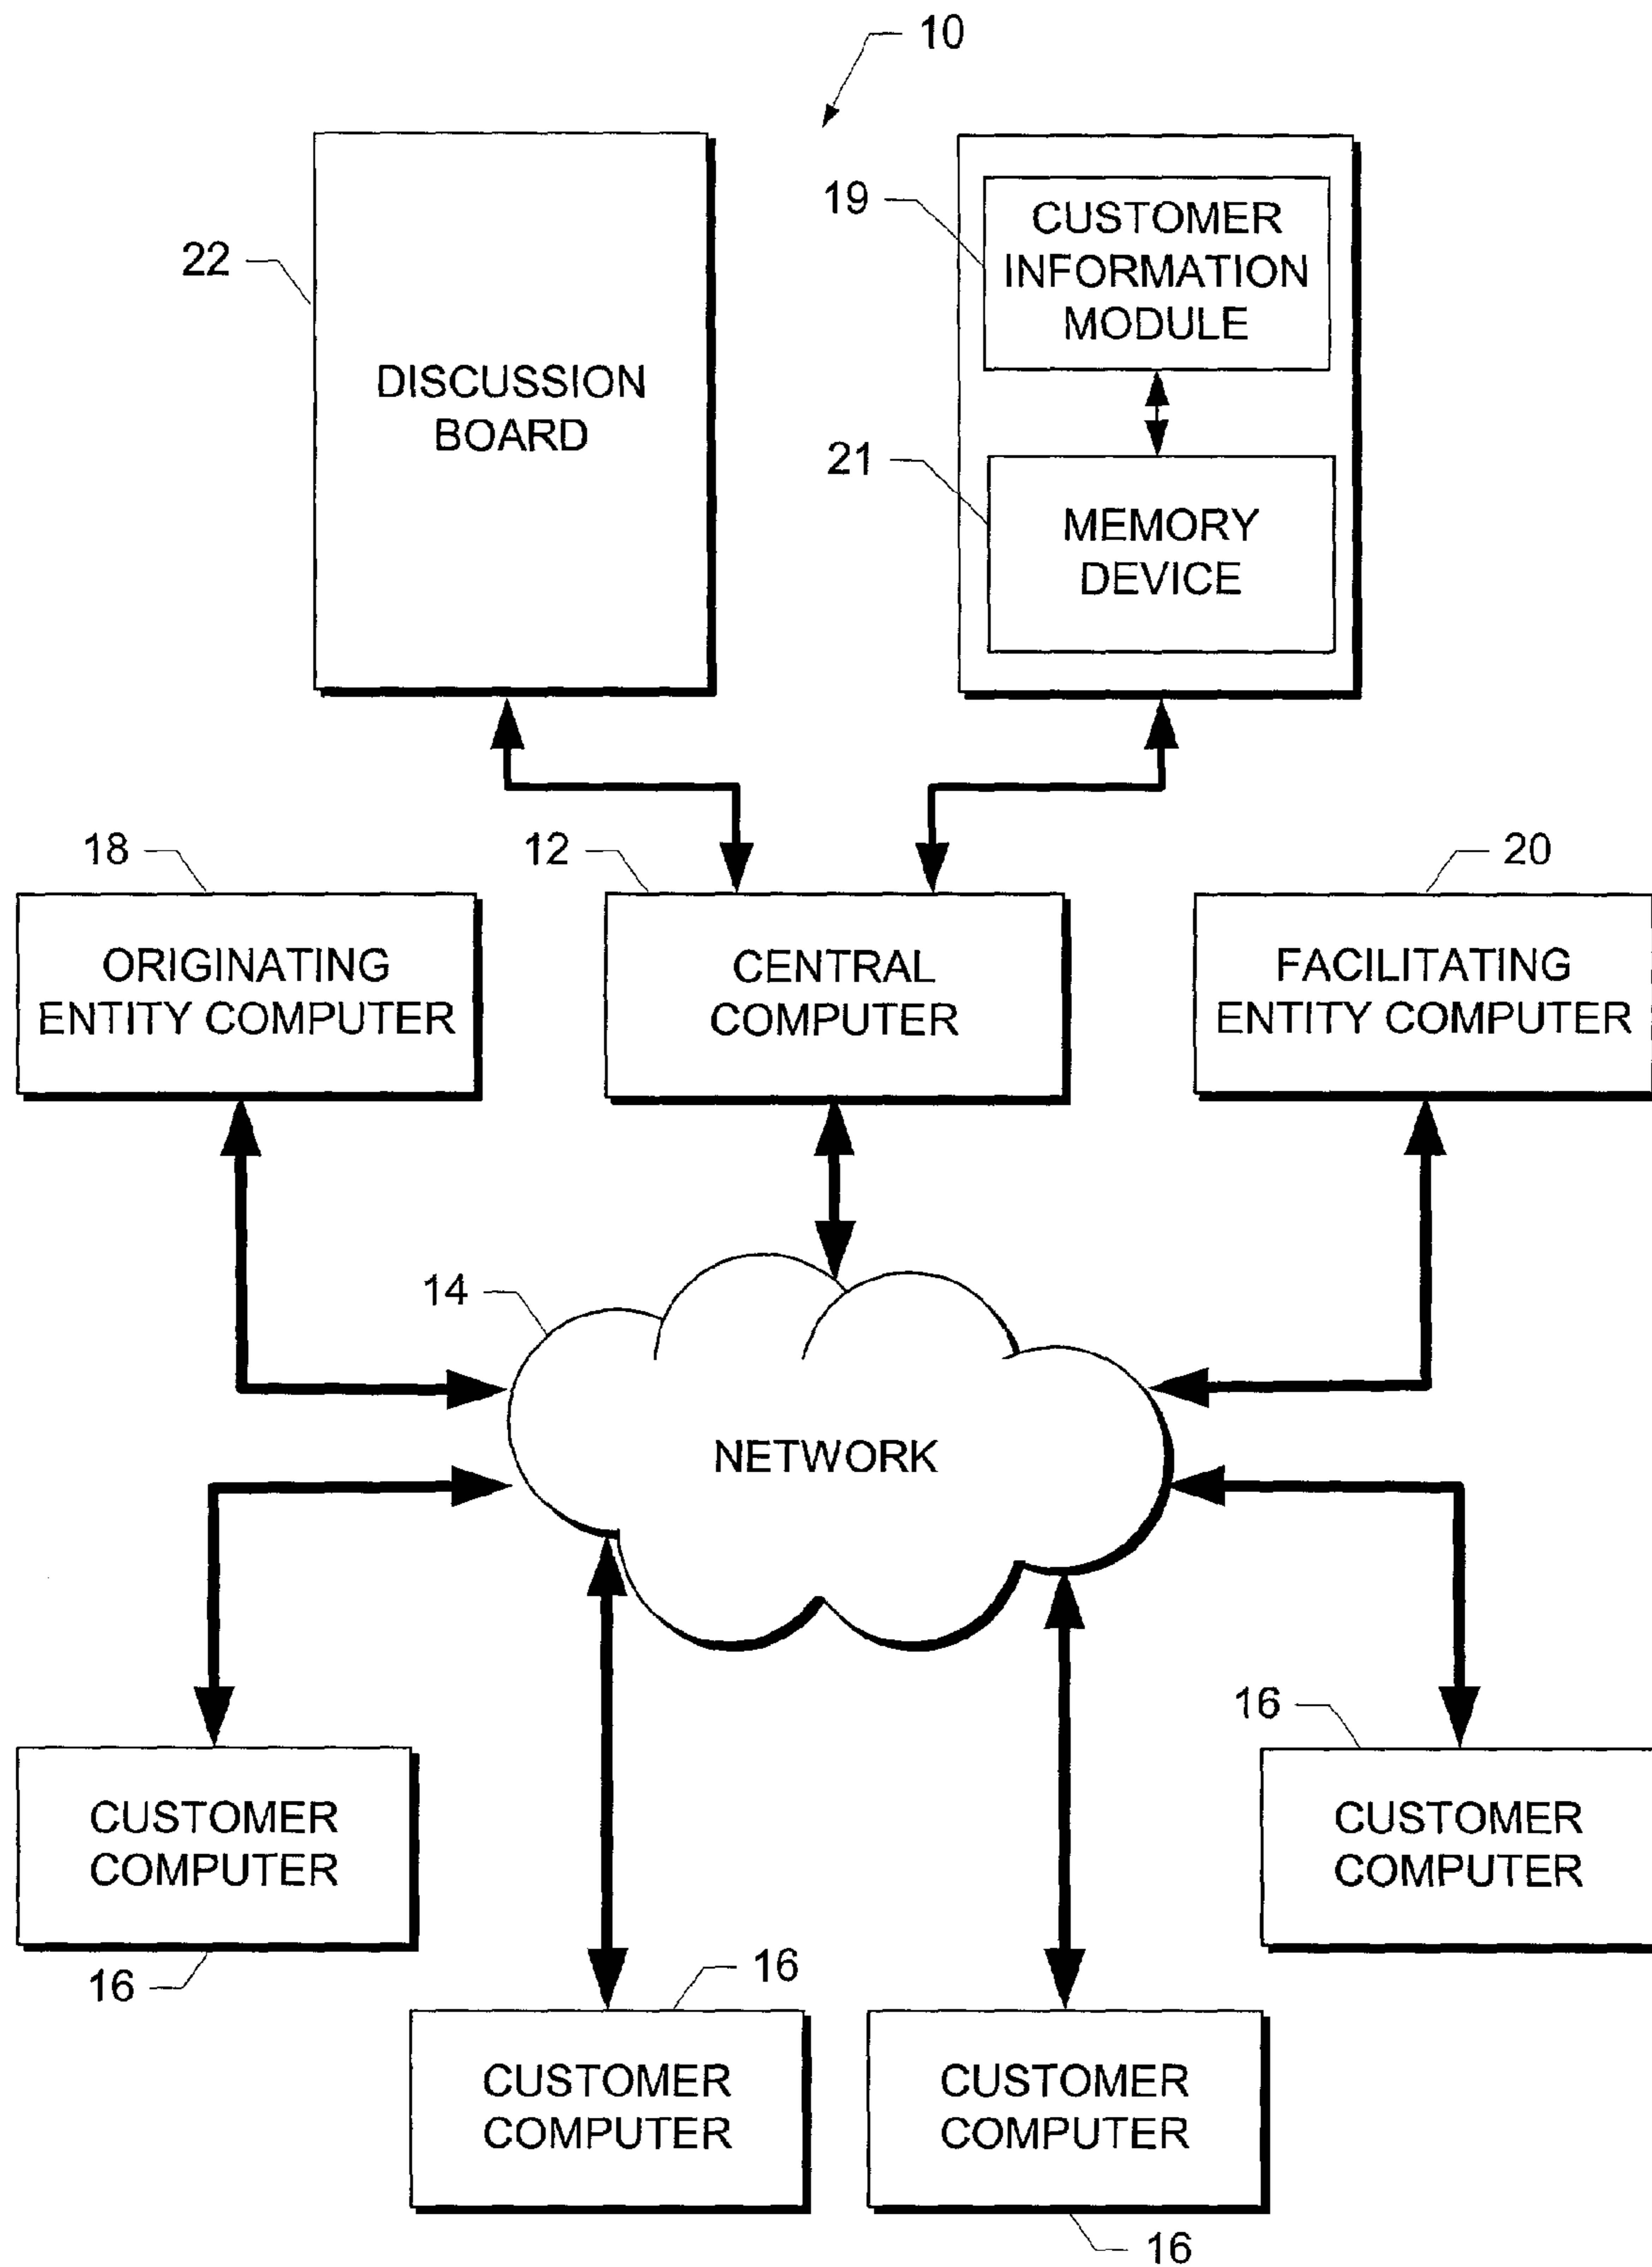 10
19
CUSTOMER
INFORMATION
MODULE
22
DISCUSSION
BOARD
21
MEMORY
DEVICE
18
12
20
ORIGINATING
ENTITY COMPUTER
CENTRAL
COMPUTER
FACILITATING
ENTITY COMPUTER
14
NETWORK
16
CUSTOMER
COMPUTER
CUSTOMER
COMPUTER
16
16
CUSTOMER
COMPUTER
CUSTOMER
COMPUTER
16